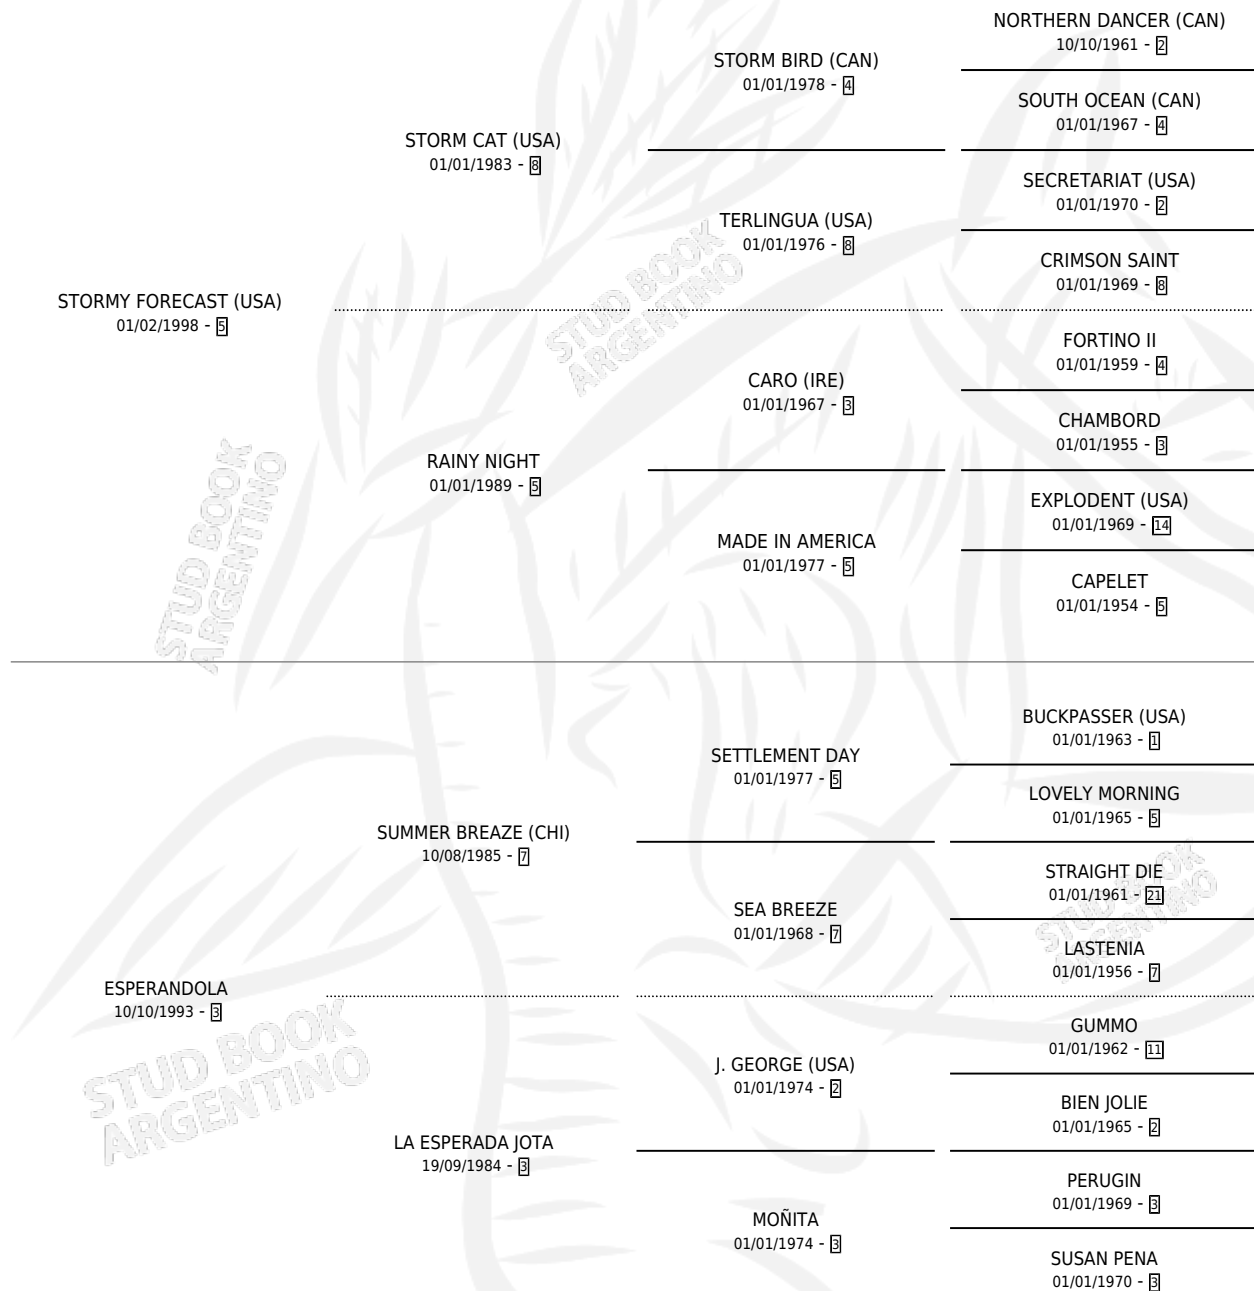 NORTHERN DANCER (CAN)
10/10/1961 - 2
STORM BIRD (CAN)
01/01/1978 - 4
SOUTH OCEAN (CAN)
01/01/1967 - 4
STORM CAT (USA)
01/01/1983 - 8
SECRETARIAT (USA)
01/01/1970 - 2
TERLINGUA (USA)
01/01/1976 - 8
CRIMSON SAINT
01/01/1969 - 8
STORMY FORECAST (USA)
01/02/1998 - 5
FORTINO II
01/01/1959 - 4
CARO (IRE)
01/01/1967 - 3
CHAMBORD
01/01/1955 - 3
RAINY NIGHT
01/01/1989 - 5
EXPLODENT (USA)
01/01/1969 - 14
MADE IN AMERICA
01/01/1977 - 5
CAPELET
01/01/1954 - 5
BUCKPASSER (USA)
01/01/1963 - 1
SETTLEMENT DAY
01/01/1977 - 5
LOVELY MORNING
01/01/1965 - 5
SUMMER BREAZE (CHI)
10/08/1985 - 7
STRAIGHT DIE
01/01/1961 - 21
SEA BREEZE
01/01/1968 - 7
LASTENIA
01/01/1956 - 7
ESPERANDOLA
10/10/1993 - 3
GUMMO
01/01/1962 - 11
J. GEORGE (USA)
01/01/1974 - 2
BIEN JOLIE
01/01/1965 - 2
LA ESPERADA JOTA
19/09/1984 - 3
PERUGIN
01/01/1969 - 3
MOÑITA
01/01/1974 - 3
SUSAN PENA
01/01/1970 - 3
STUD BOOK
ARGENTINO
STUD BOOK
ARGENTINO
STUD BOOK
ARGENTINO
STUD BOOK
ARGENTINO